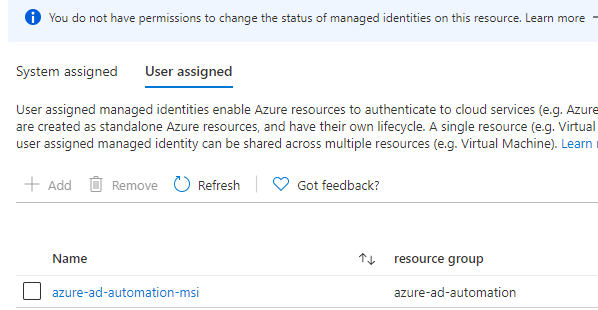 You do not have permissions to change the status of managed identities on this resource. Learn more
System assigned User assigned
User assigned managed identities enable Azure resources to authenticate to cloud services (e.g. Azure
are created as standalone Azure resources, and have their own lifecycle. A single resource (e.g. Virtual
user assigned managed identity can be shared across multiple resources (e.g. Virtual Machine). Learn
Add Remove Refresh Got feedback?
Name resource group
azure-ad-automation-msi azure-ad-automation